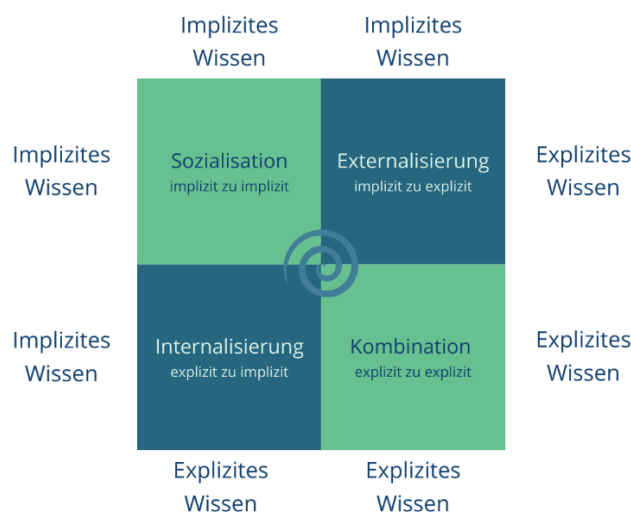 Implizites
Wissen
Implizites
Wissen
Implizites
Wissen
Sozialisation
implizit zu implizit
Externalisierung
implizit zu explizit
Explizites
Wissen
Implizites
Wissen
Internalisierung
explizit zu implizit
Kombination
explizit zu explizit
Explizites
Wissen
Explizites
Wissen
Explizites
Wissen